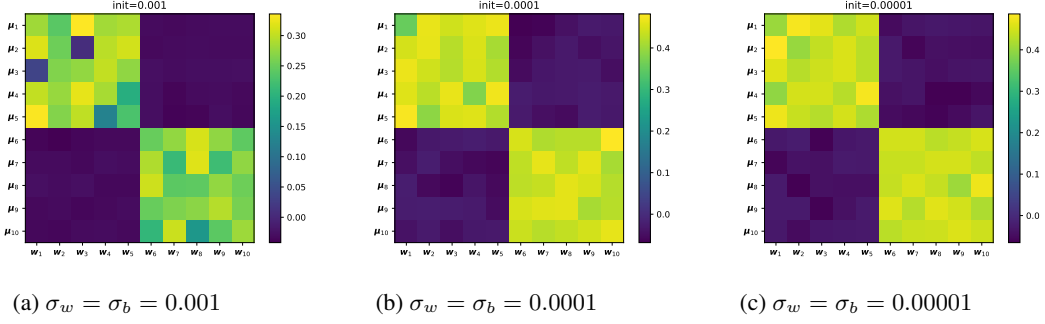 init=0.001
μ1
μ2
μ3
μ4
μ5
μ6
μ7
μ8
μ9
μ10
w1 w2 w3 w4 w5 w6 w7 w8 w9 w10
0.30
0.25
0.20
0.15
0.10
0.05
0.00
(a) σw = σb = 0.001
init=0.0001
μ1
μ2
μ3
μ4
μ5
μ6
μ7
μ8
μ9
μ10
w1 w2 w3 w4 w5 w6 w7 w8 w9 w10
0.4
0.3
0.2
0.1
0.0
(b) σw = σb = 0.0001
init=0.00001
μ1
μ2
μ3
μ4
μ5
μ6
μ7
μ8
μ9
μ10
w1 w2 w3 w4 w5 w6 w7 w8 w9 w10
0.4
0.3
0.2
0.1
0.0
(c) σw = σb = 0.00001